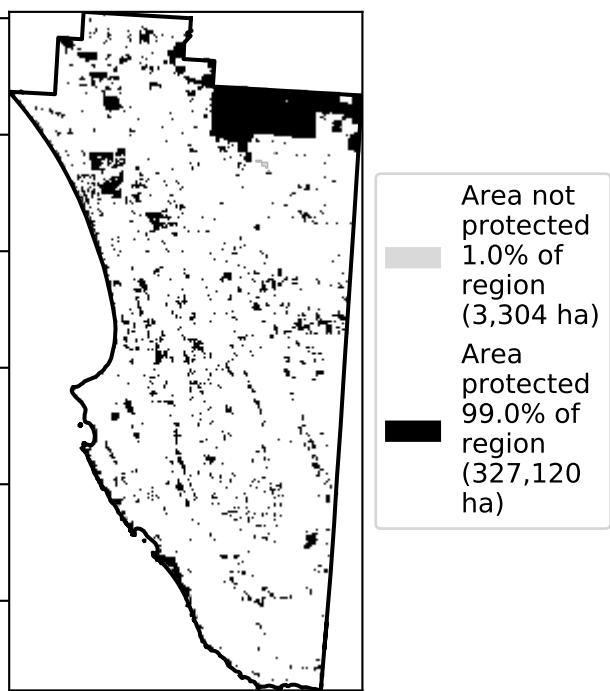 Area not
protected
1.0% of
region
(3,304 ha)
Area
protected
99.0% of
region
(327,120
ha)